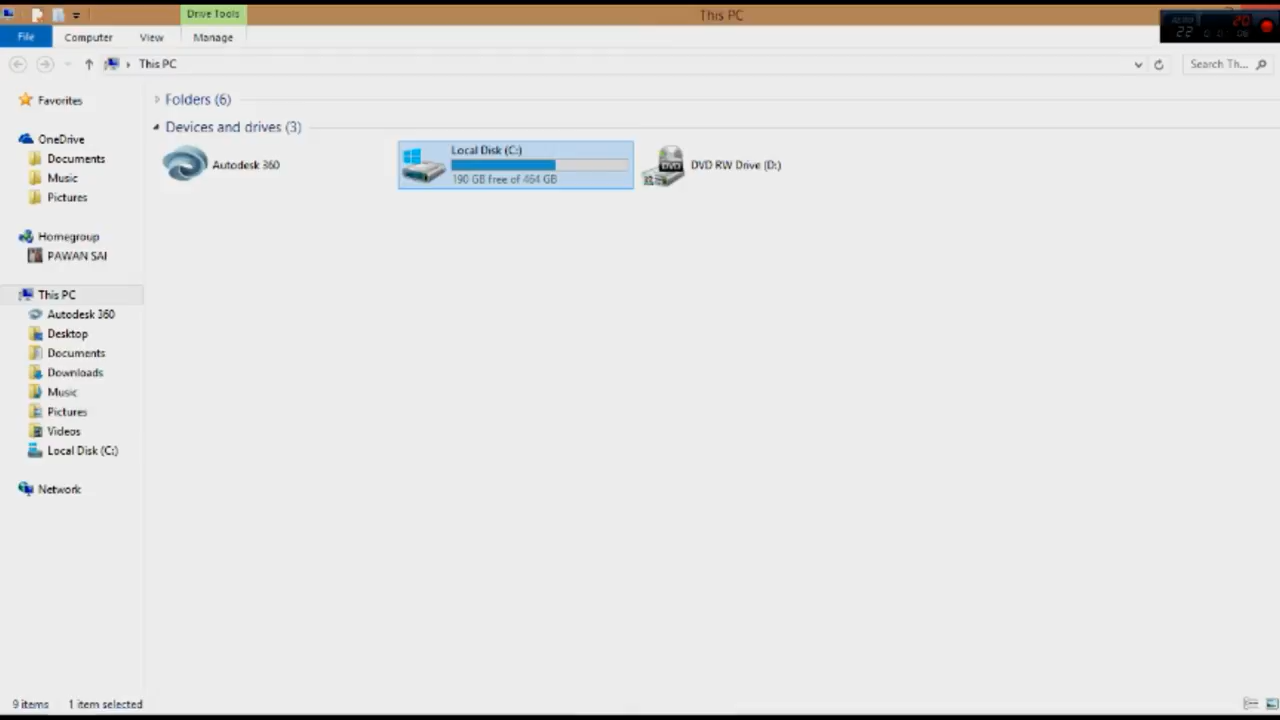 Drive Tools
This PC
File
Computer
View
Manage
This PC
Search Th...
Favorites
OneDrive
Documents
Music
Pictures
Homegroup
PAWAN SAI
This PC
Autodesk 360
Desktop
Documents
Downloads
Music
Pictures
Videos
Local Disk (C:)
Network
Folders (6)
Devices and drives (3)
Autodesk 360
Local Disk (C:)
190 GB free of 464 GB
DVD RW Drive (D:)
9 items
1 item selected